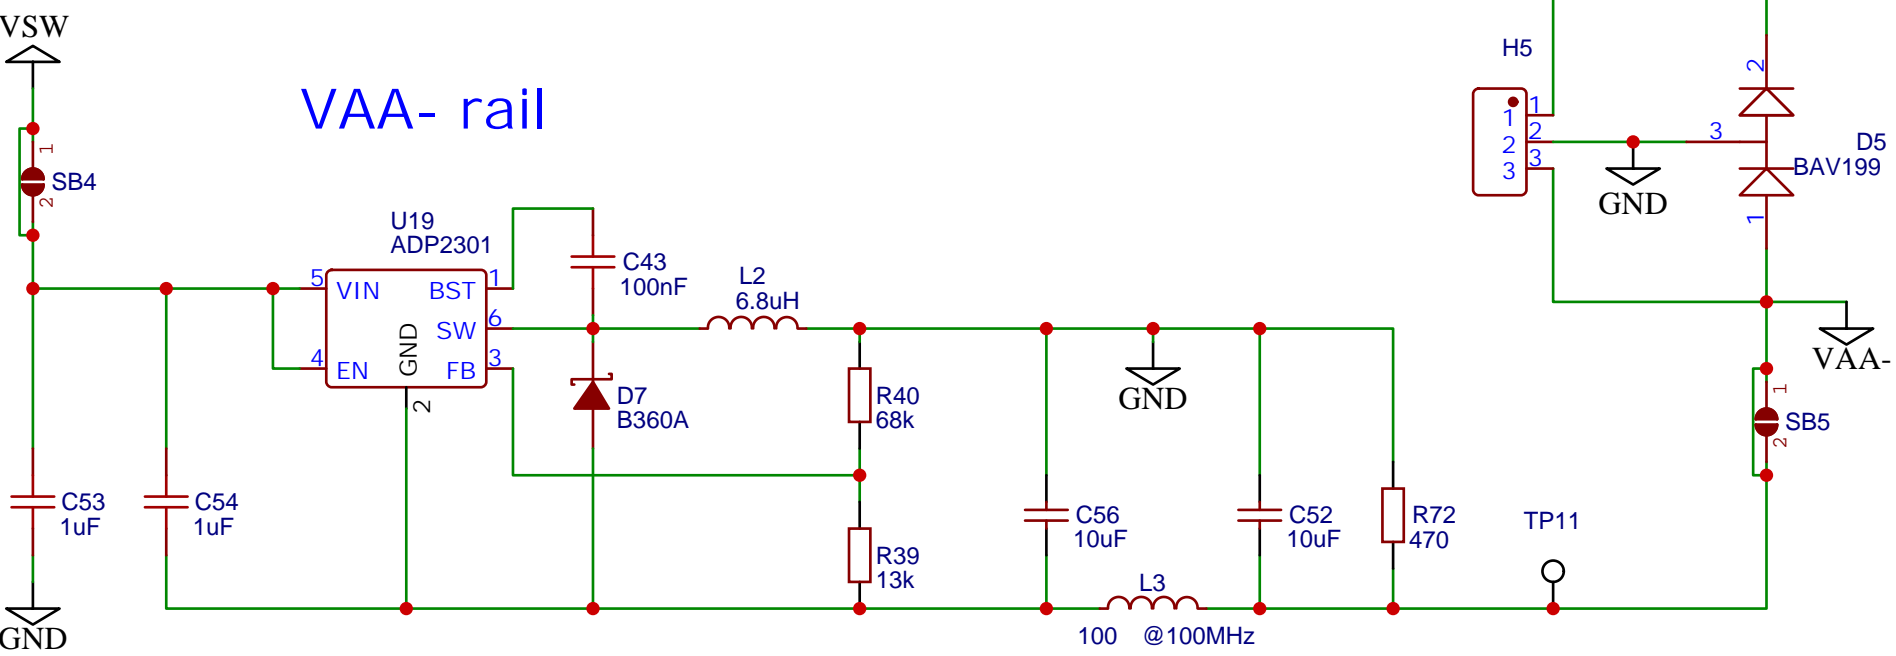 VSW
VAA- rail
H5
1
2
3
1
2
3
2
3
1
D5
BAV199
GND
1
SB4
2
U19
ADP2301
5
VIN
BST
1
SW
6
4
EN
GND
FB
3
2
C43
100nF
L2
6.8uH
D7
B360A
R40
68k
GND
VAA-
1
SB5
2
C53
1uF
C54
1uF
R39
13k
C56
10uF
C52
10uF
R72
470
TP11
L3
100 @100MHz
GND